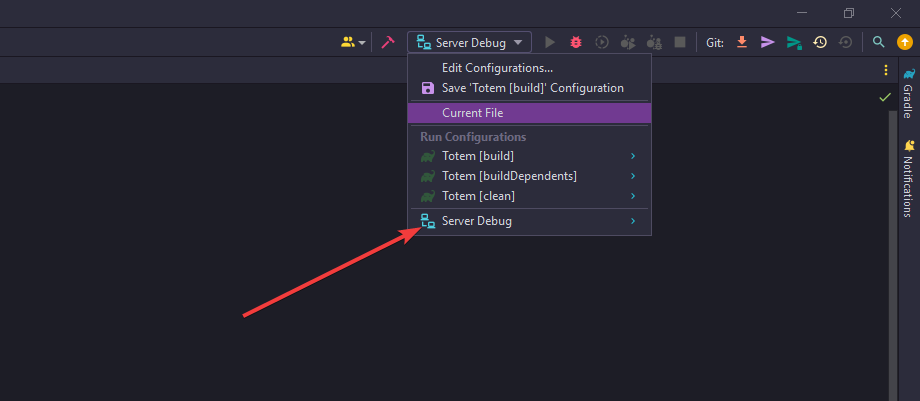 Server Debug
Git:
Edit Configurations...
Save 'Totem [build]' Configuration
Current File
Run Configurations
Totem [build]
Totem [buildDependents]
Totem [clean]
Server Debug
Gradle
Notifications